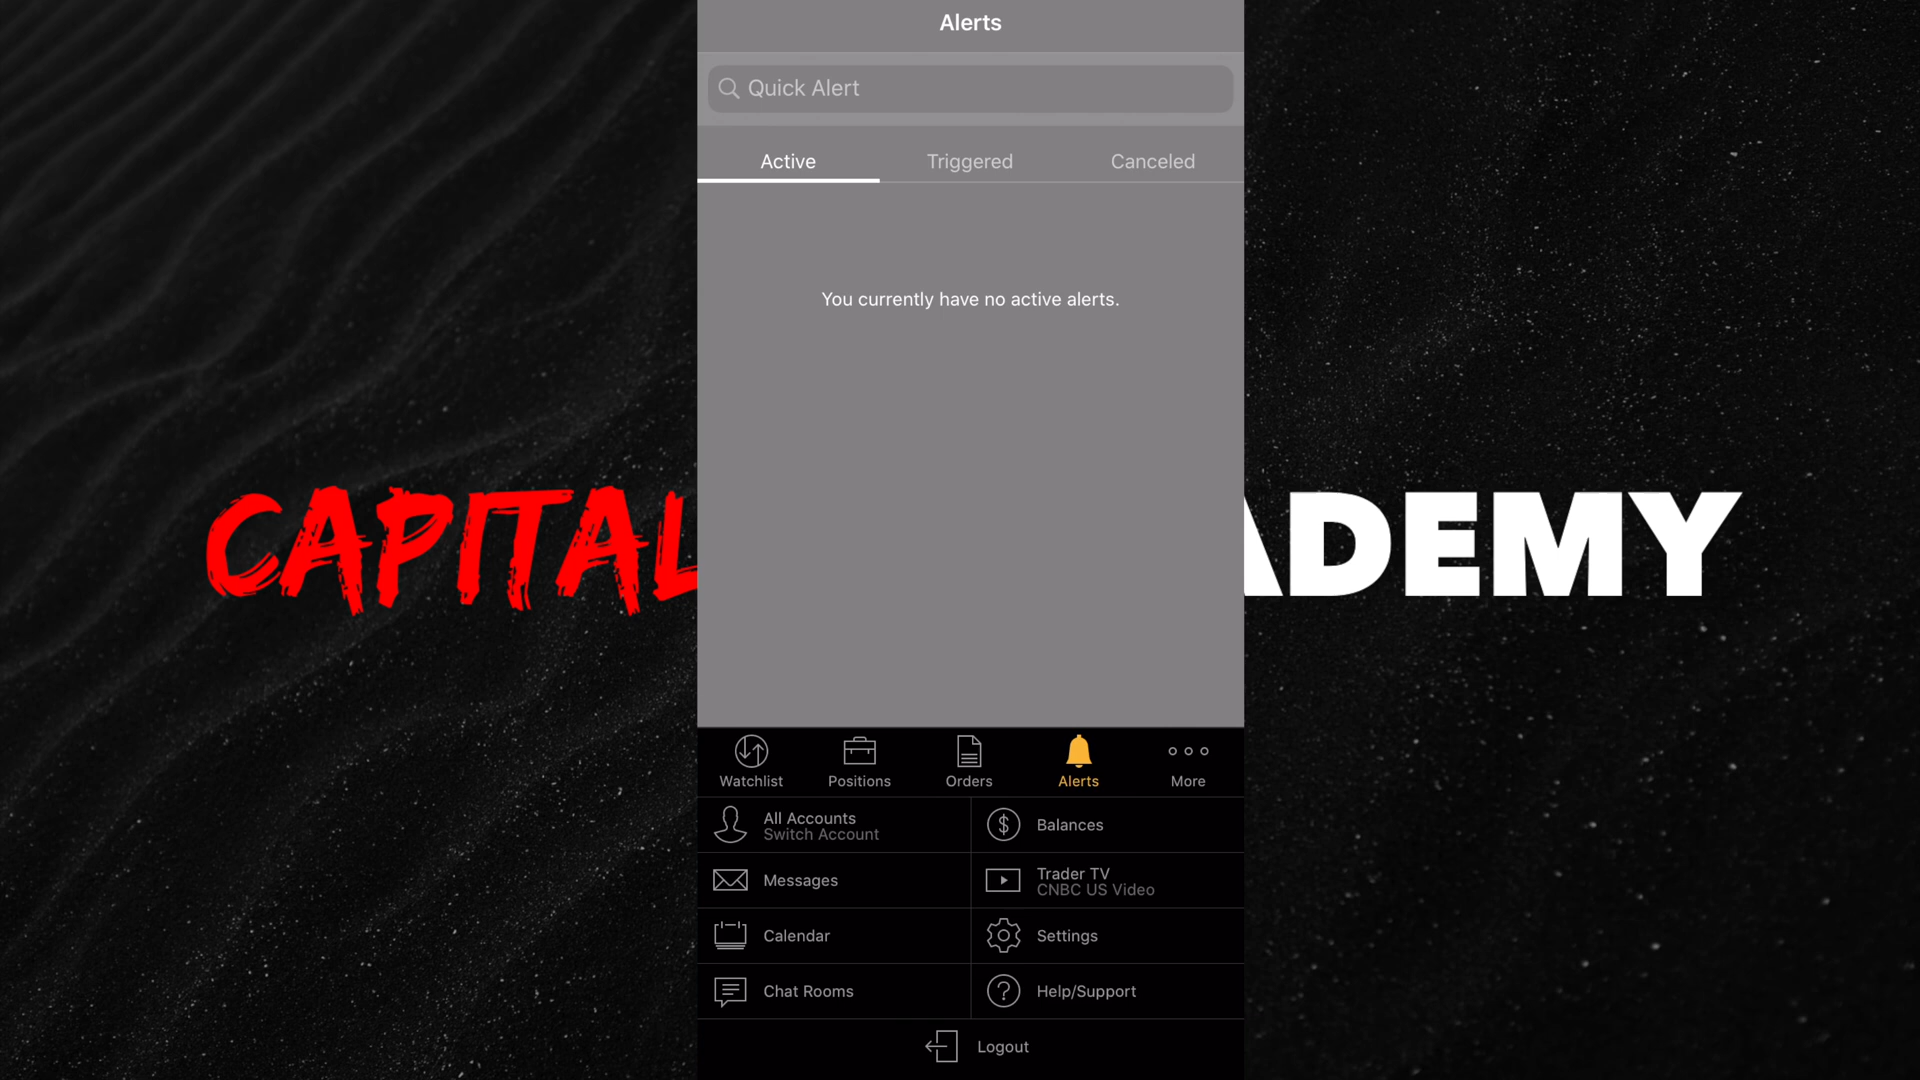 Alerts
Quick Alert
Active Triggered Canceled
You currently have no active alerts.
CAPITAL ADEMY
Watchlist Positions Orders Alerts More
All Accounts
Switch Account
Balances
Messages
Trader TV
CNBC US Video
Calendar
Settings
Chat Rooms
Help/Support
Logout